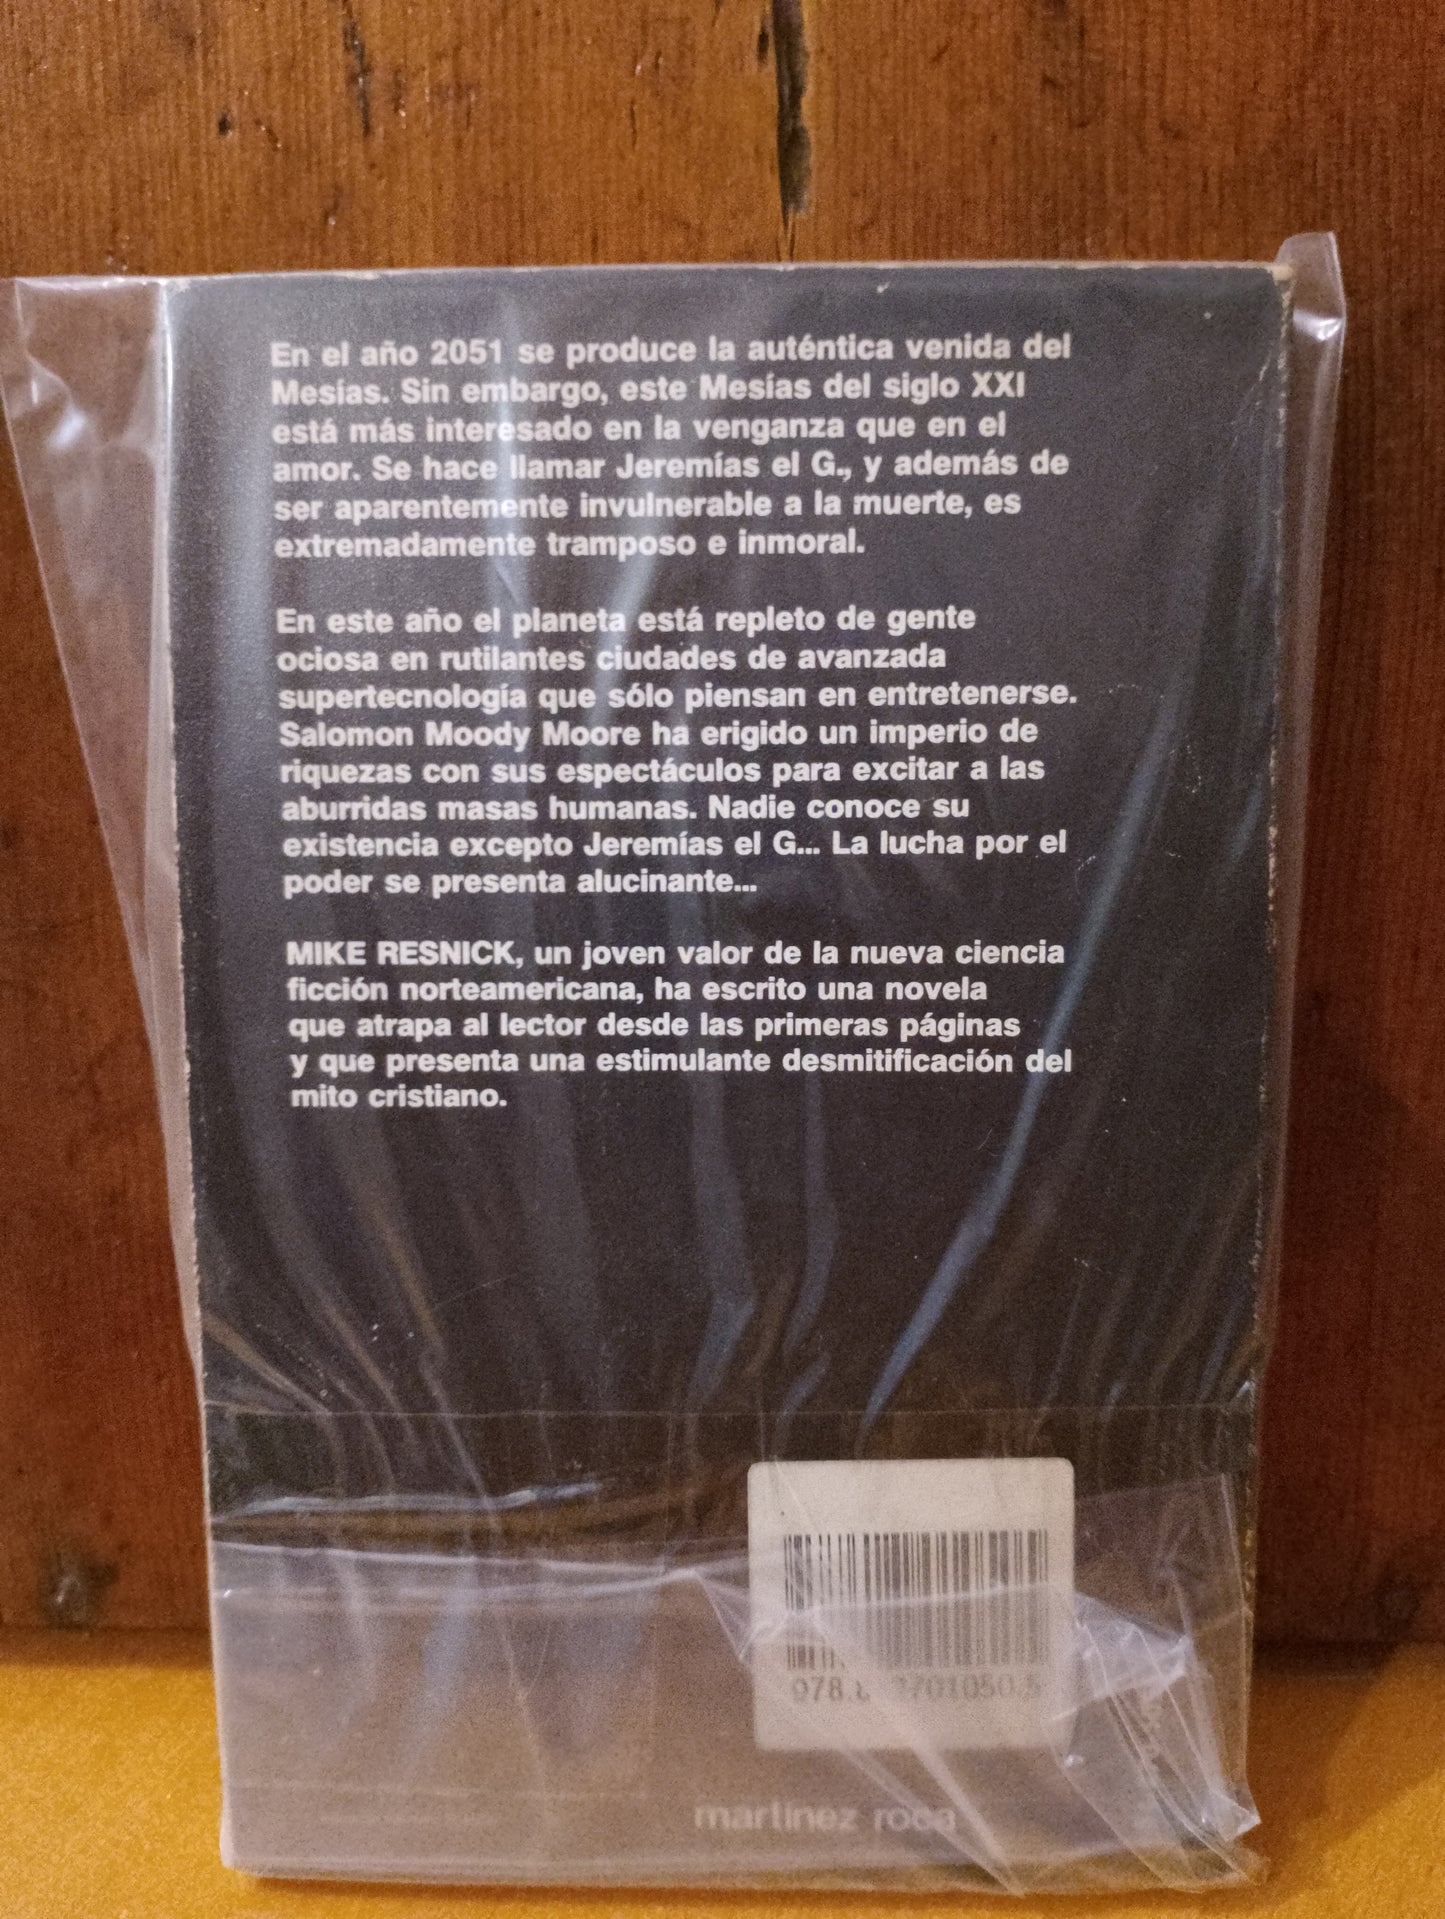 En el año 2051 se produce la auténtica venida del
Mesías. Sin embargo, este Mesías del siglo XXI
está más interesado en la venganza que en el
amor. Se hace llamar Jeremías el G., y además de
ser aparentemente invulnerable a la muerte, es
extremadamente tramposo e inmoral.
En este año el planeta está repleto de gente
ociosa en rutilantes ciudades de avanzada
supertecnología que sólo piensan en entretenerse.
Salomon Moody Moore ha erigido un imperio de
riquezas con sus espectáculos para excitar a las
aburridas masas humanas. Nadie conoce su
existencia excepto Jeremías el G... La lucha por el
poder se presenta alucinante...
MIKE RESNICK, un joven valor de la nueva ciencia
ficción norteamericana, ha escrito una novela
que atrapa al lector desde las primeras páginas
y que presenta una estimulante desmitificación del
mito cristiano.
martínez roca